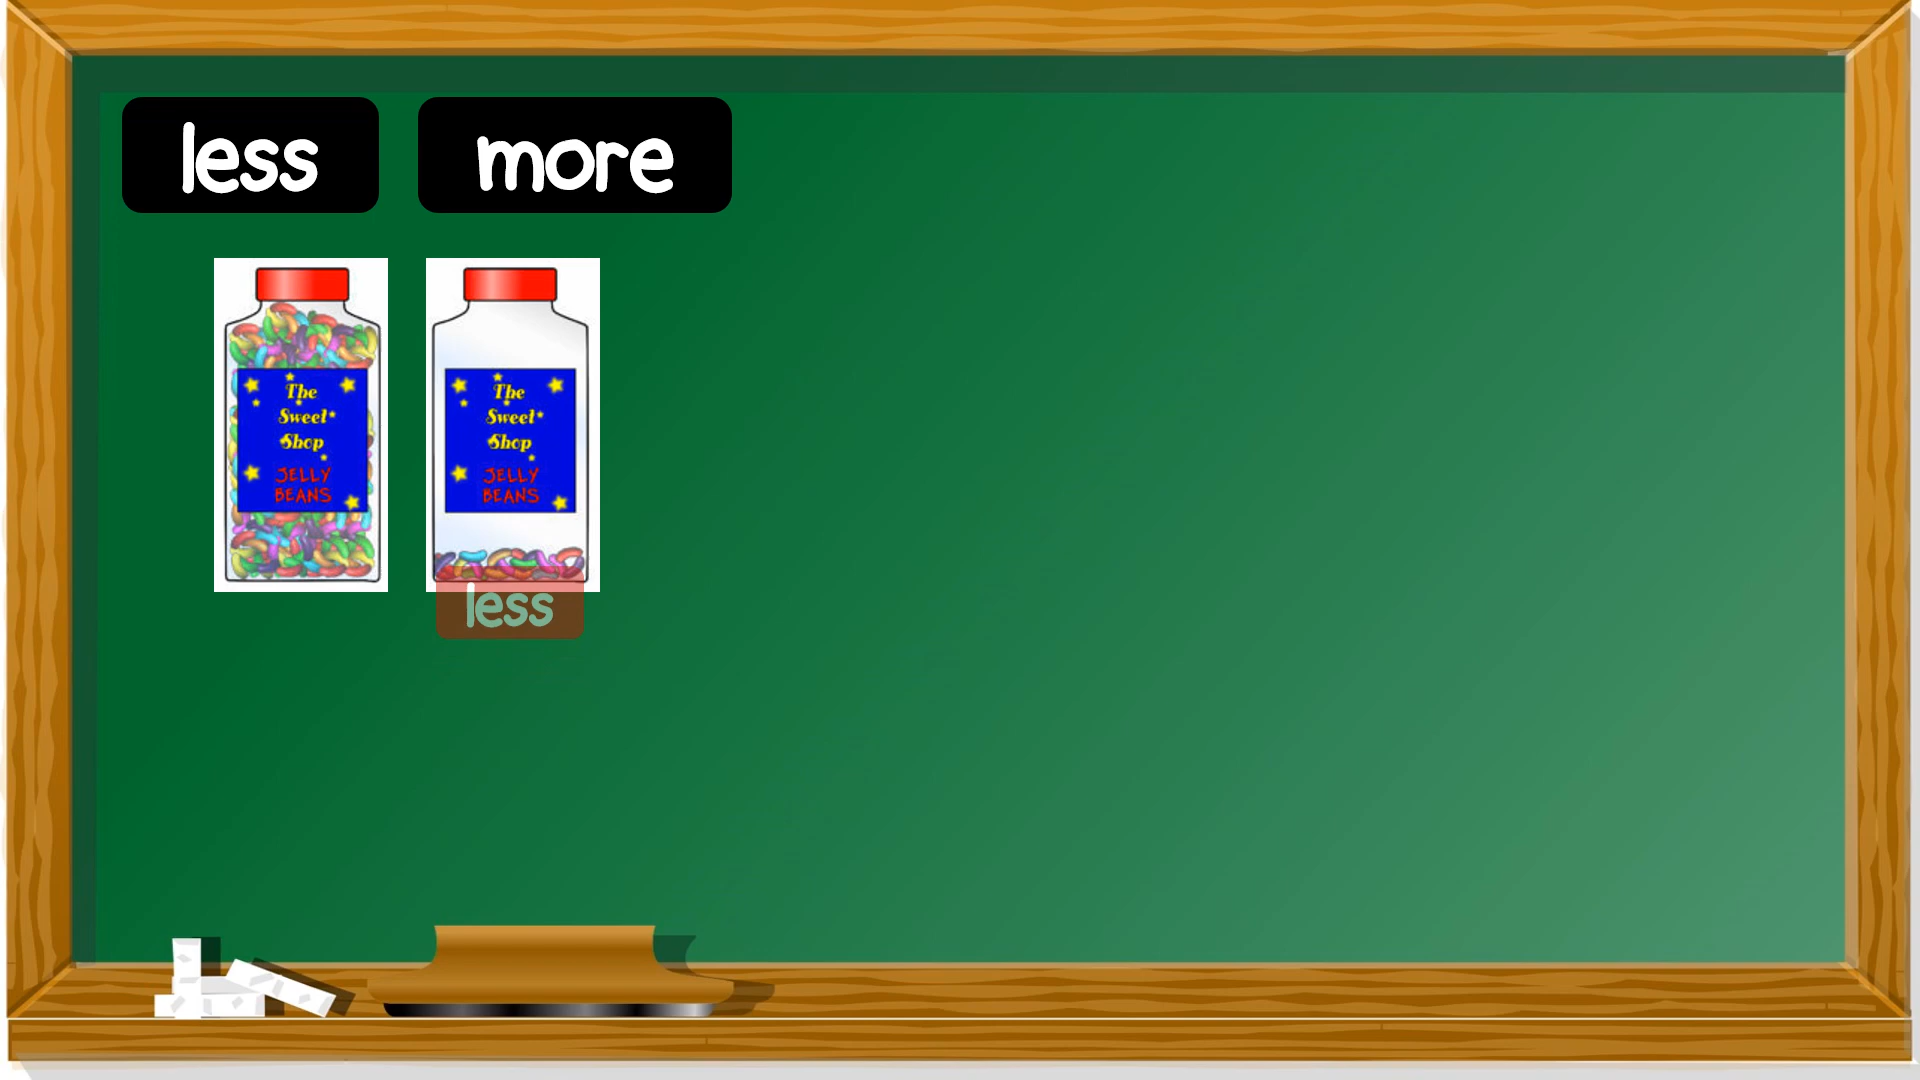 less more
The The
Sweet Sweet
Shop Shop
JELLY JELLY
BEANS BEANS
less